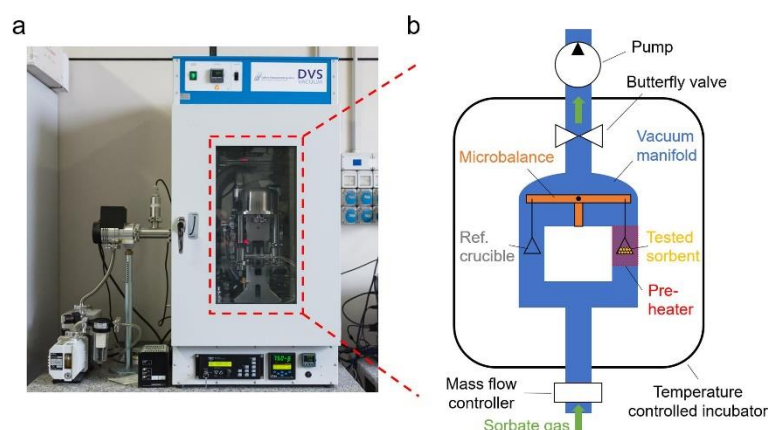 a
DVS
VACUUM
b
Pump
Butterfly valve
Vacuum
manifold
Microbalance
Ref.
crucible
Tested
sorbent
Pre-
heater
Mass flow
controller
Temperature
controlled incubator
Sorbate gas